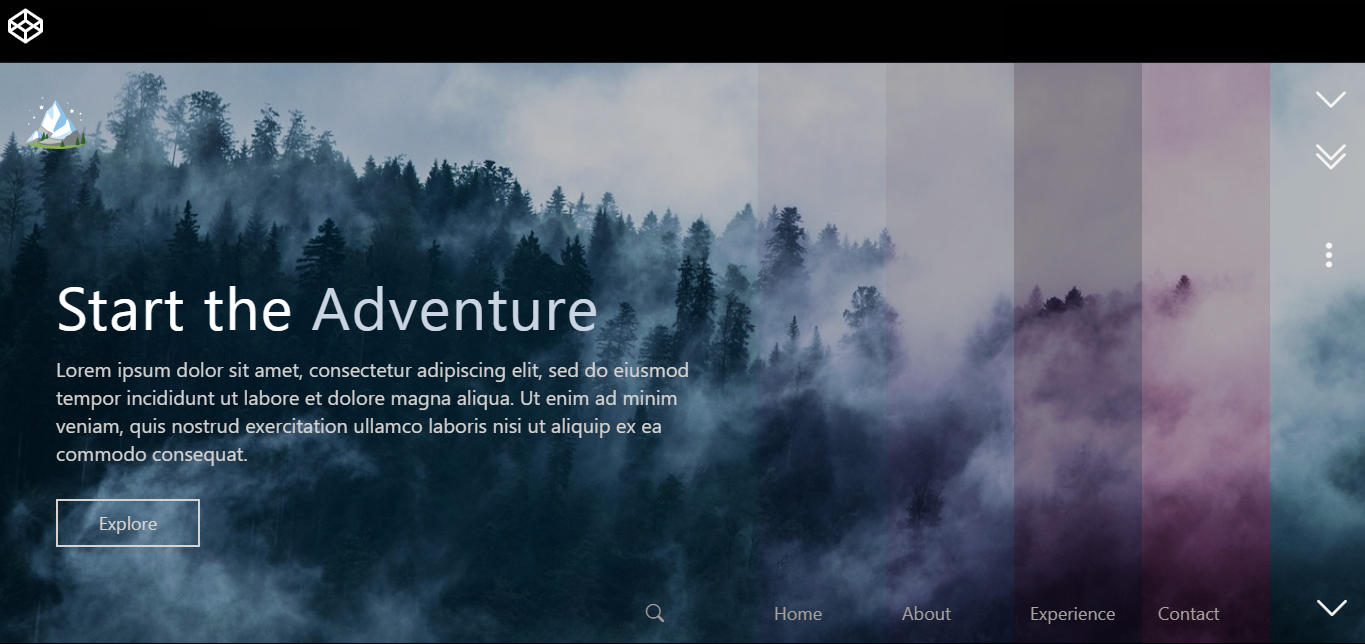 Start the Adventure
Lorem ipsum dolor sit amet, consectetur adipiscing elit, sed do eiusmod
tempor incididunt ut labore et dolore magna aliqua. Ut enim ad minim
veniam, quis nostrud exercitation ullamco laboris nisi ut aliquip ex ea
commodo consequat.
Explore
Home About Experience Contact